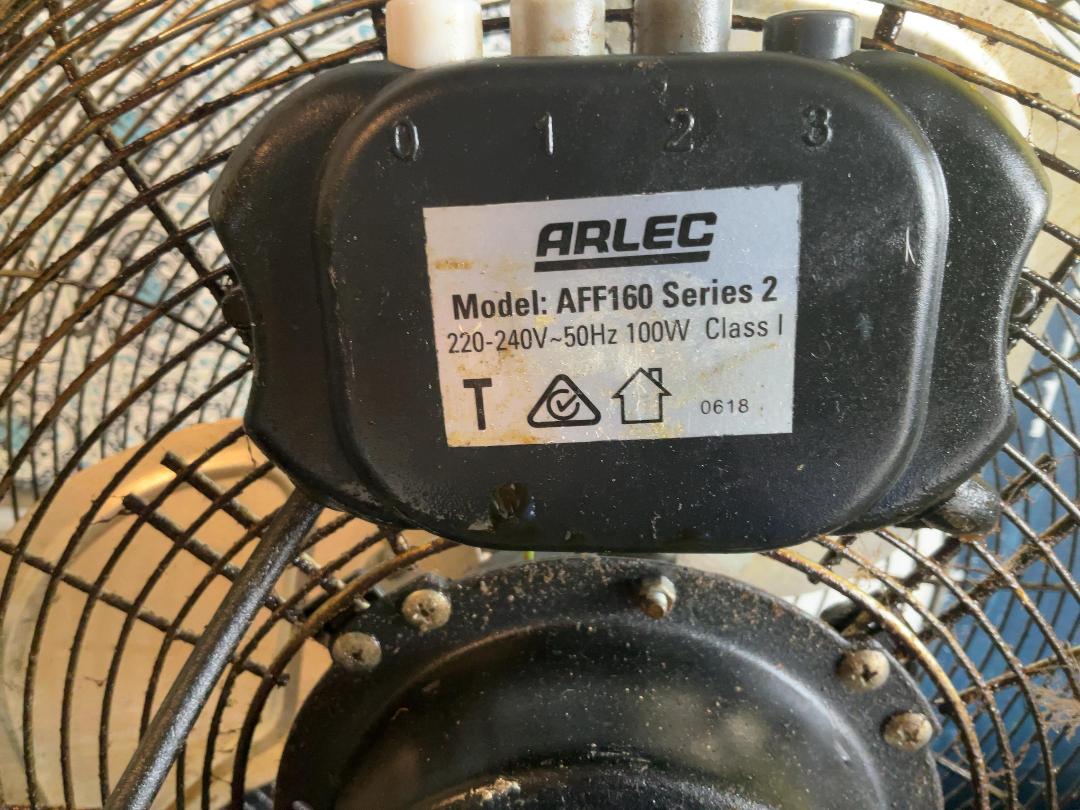 0 1 2 3
ARLEC
Model: AFF160 Series 2
220-240V~50Hz 100W Class I
T 0618